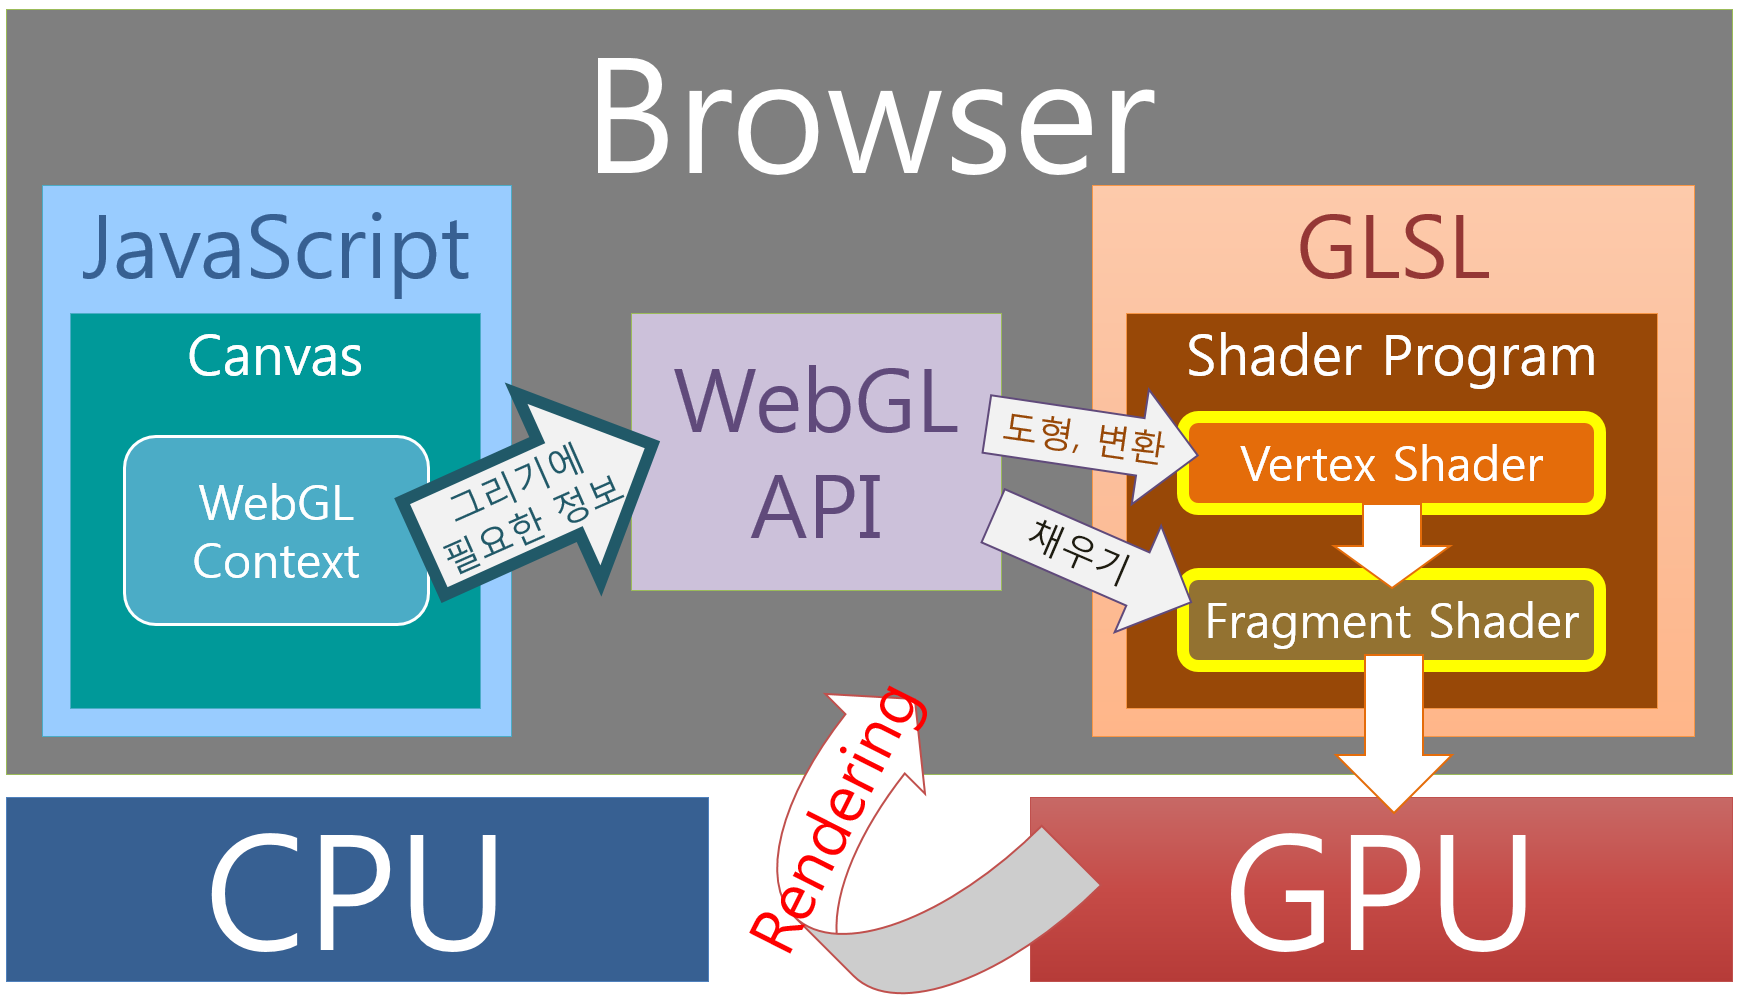 Browser
JavaScript
Canvas
WebGL
Context
그리기에
필요한 정보
WebGL
API
도형, 변환
채우기
GLSL
Shader Program
Vertex Shader
Fragment Shader
Rendering
CPU
GPU